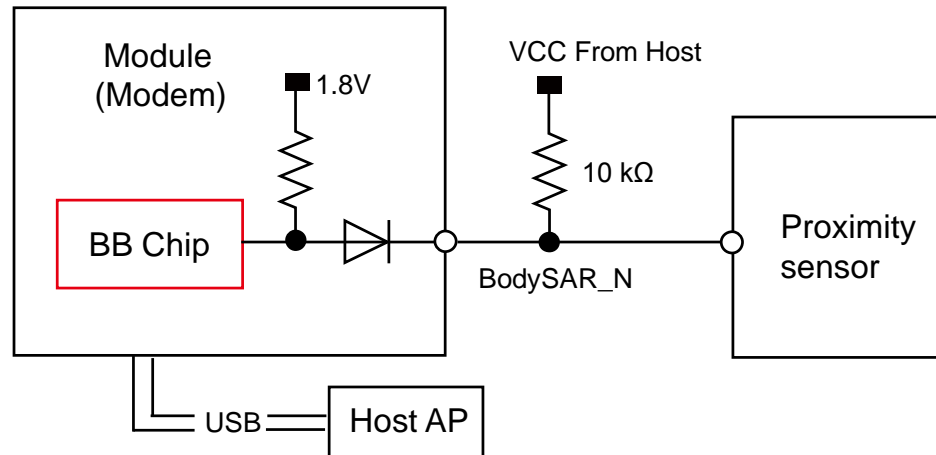 Module
(Modem)
1.8V
VCC From Host
10 kΩ
BB Chip
BodySAR_N
Proximity
sensor
USB
Host AP